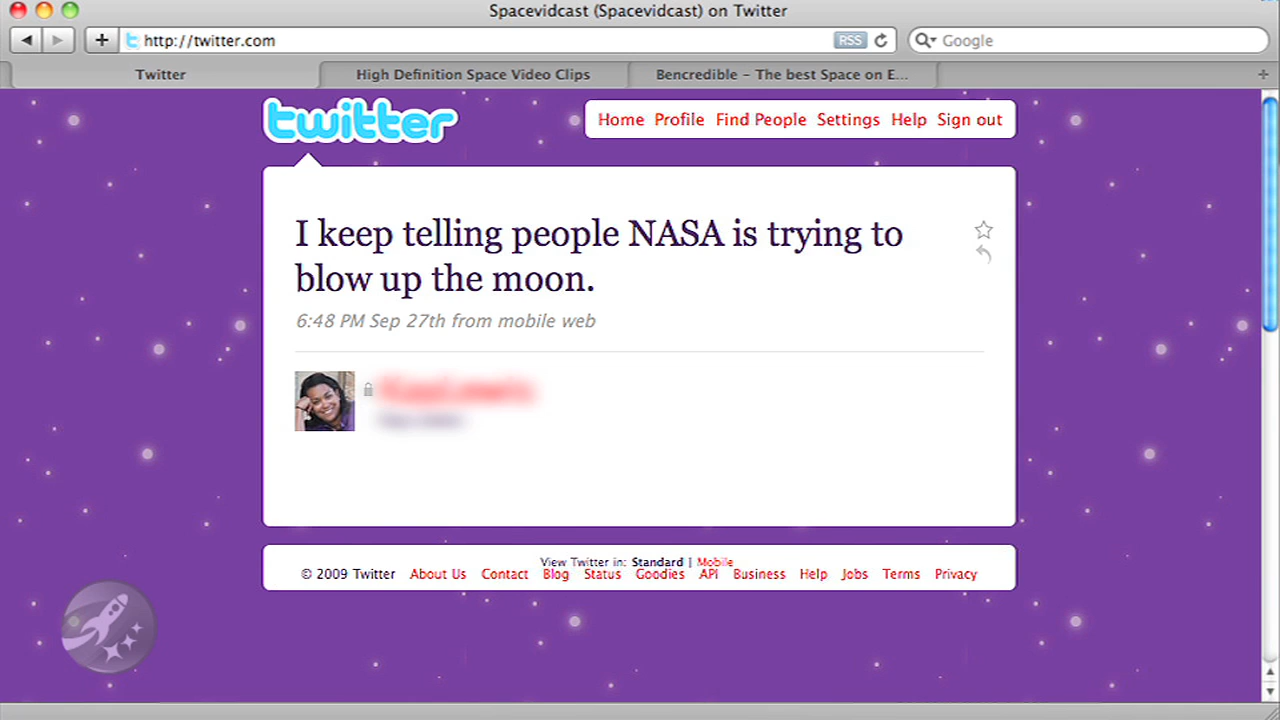 Spacevidcast (Spacevidcast) on Twitter
http://twitter.com RSS Google
Twitter High Definition Space Video Clips Bencredible – The best Space on E...
twitter
Home Profile Find People Settings Help Sign out
I keep telling people NASA is trying to
blow up the moon.
6:48 PM Sep 27th from mobile web
View Twitter in: Standard | Mobile
© 2009 Twitter About Us Contact Blog Status Goodies API Business Help Jobs Terms Privacy